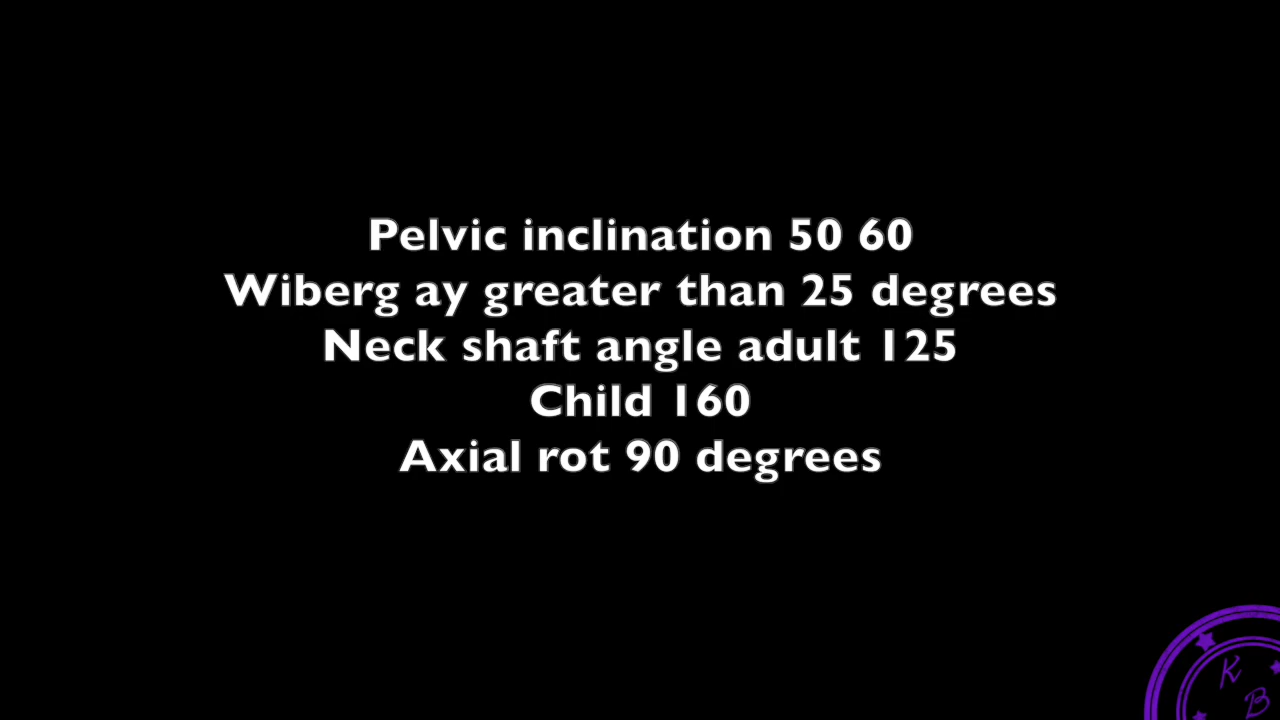 Pelvic inclination 50 60
Wiberg ay greater than 25 degrees
Neck shaft angle adult 125
Child 160
Axial rot 90 degrees
K
B